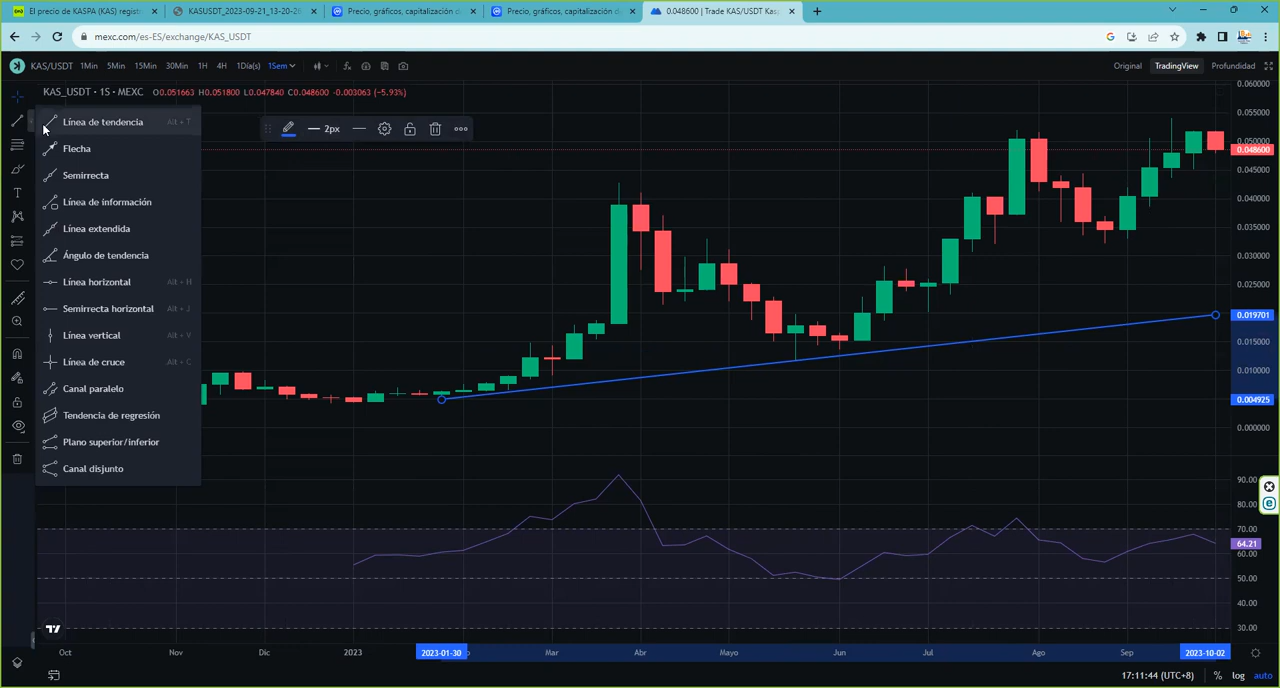 El precio de KASPA (KAS) regist
KASUSDT_2023-09-21_13-20-28
Precio, gráficos, capitalización de
Precio, gráficos, capitalización de
0.048600 | Trade KAS/USDT Kas
mexc.com/es-ES/exchange/KAS_USDT
KAS/USDT 1Min 5Min 15Min 30Min 1H 4H 1Día(s) 1Sem
Original TradingView Profundidad
KAS_USDT · 1S · MEXC O0.051663 H0.051800 L0.047840 C0.048600 -0.003063 (-5.93%)
Línea de tendencia Alt + T
Flecha
Semirrecta
Línea de información
Línea extendida
Ángulo de tendencia
Línea horizontal Alt + H
Semirrecta horizontal Alt + J
Línea vertical Alt + V
Línea de cruce Alt + C
Canal paralelo
Tendencia de regresión
Plano superior/inferior
Canal disjunto
2px
0.060000
0.055000
0.050000
0.048600
0.045000
0.040000
0.035000
0.030000
0.025000
0.019701
0.015000
0.010000
0.004925
0.000000
90.00
80.00
70.00
64.21
60.00
50.00
40.00
30.00
Oct Nov Dic 2023 2023-01-30 Mar Abr Mayo Jun Jul Ago Sep 2023-10-02
17:11:44 (UTC+8) % log auto